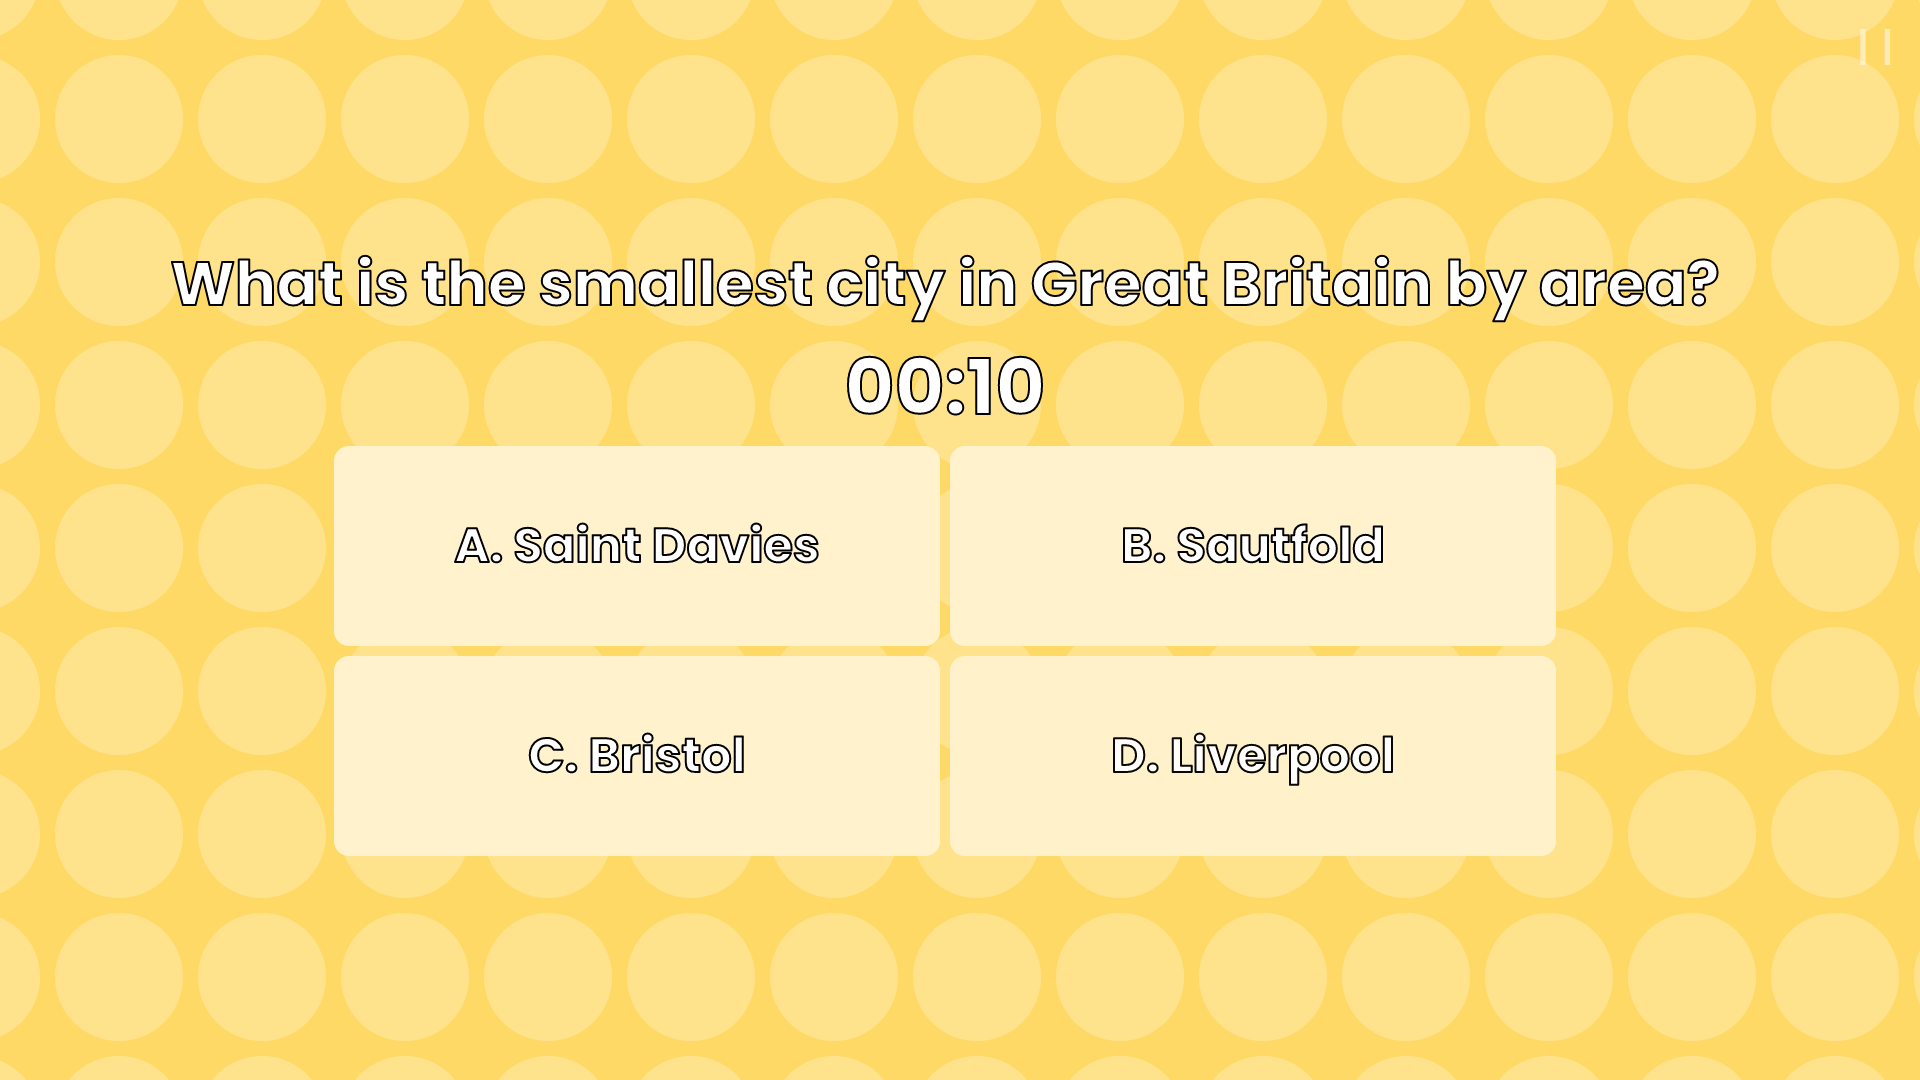 What is the smallest city in Great Britain by area?
00:10
A. Saint Davies
B. Sautfold
C. Bristol
D. Liverpool